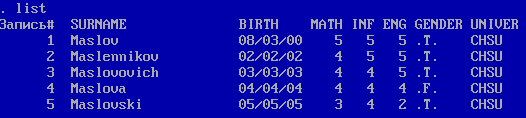 . list
Запись# SURNAME BIRTH MATH INF ENG GENDER UNIVER
1 Maslov 08/03/00 5 5 5 .T. CHSU
2 Maslennikov 02/02/02 4 5 5 .T. CHSU
3 Maslovovich 03/03/03 4 4 5 .T. CHSU
4 Maslova 04/04/04 4 4 4 .F. CHSU
5 Maslovski 05/05/05 3 4 2 .T. CHSU